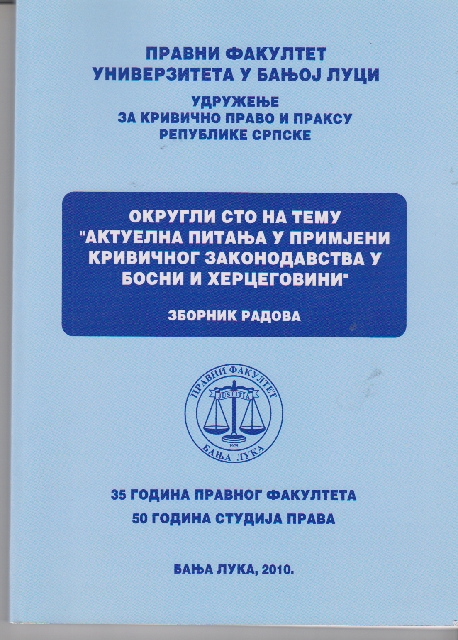 ПРАВНИ ФАКУЛТЕТ
УНИВЕРЗИТЕТА У БАЊОЈ ЛУЦИ
УДРУЖЕЊЕ
ЗА КРИВИЧНО ПРАВО И ПРАКСУ
РЕПУБЛИКЕ СРПСКЕ
ОКРУГЛИ СТО НА ТЕМУ
"АКТУЕЛНА ПИТАЊА У ПРИМЈЕНИ
КРИВИЧНОГ ЗАКОНОДАВСТВА У
БОСНИ И ХЕРЦЕГОВИНИ"
ЗБОРНИК РАДОВА
ПРАВНИ ФАКУЛТЕТ
БАЊА ЛУКА
35 ГОДИНА ПРАВНОГ ФАКУЛТЕТА
50 ГОДИНА СТУДИЈА ПРАВА
БАЊА ЛУКА, 2010.